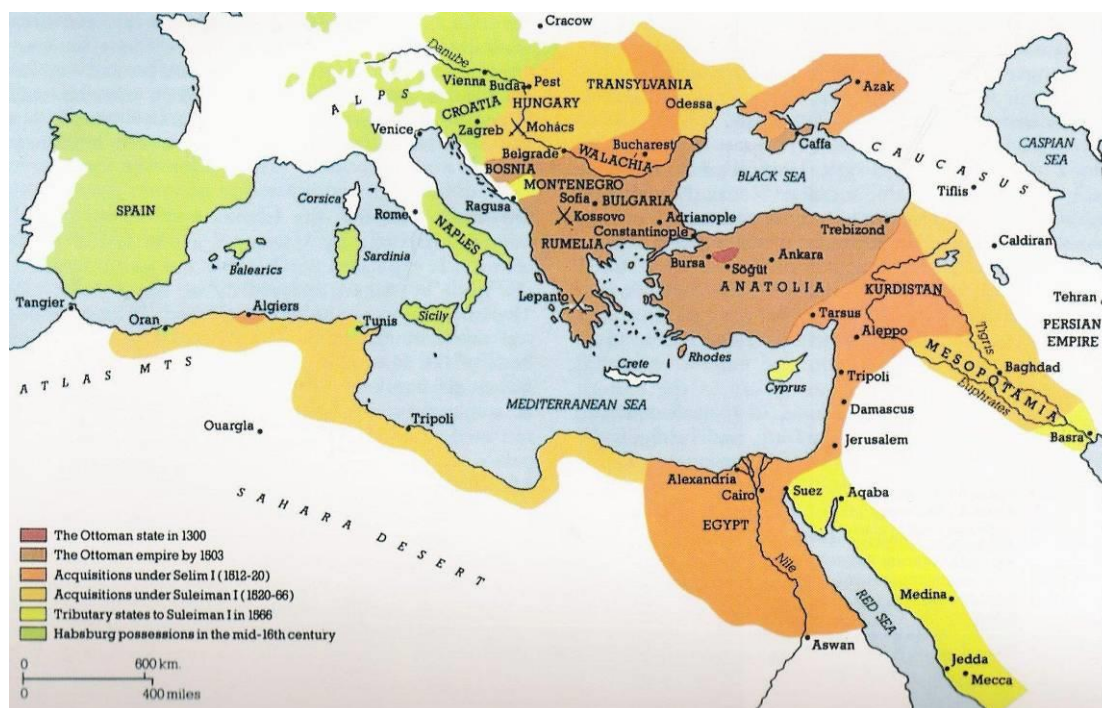 Cracow
Danube
Vienna
Buda
Pest
TRANSYLVANIA
Azak
HUNGARY
Odessa
ALPS
CROATIA
Zagreb
Mohács
Venice
Caffa
CASPIAN
SEA
Belgrade
WALACHIA
Bucharest
CAUCASUS
BOSNIA
BLACK SEA
MONTENEGRO
Tiflis
Corsica
Sofia
BULGARIA
SPAIN
Rome
Ragusa
Kossovo
Adrianople
Constantinople
Trebizond
NAPLES
RUMELIA
Caldiran
Balearics
Sardinia
Bursa
Söğüt
Ankara
ANATOLIA
KURDISTAN
Tangier
Algiers
Lepanto
Tehran
Oran
Tunis
Sicily
Tarsus
PERSIAN
EMPIRE
Aleppo
Tigris
ATLAS MTS
Crete
Rhodes
Cyprus
MESOPOTAMIA
Baghdad
Tripoli
Euphrates
MEDITERRANEAN SEA
Damascus
Ouargla
Tripoli
Jerusalem
Basra
Alexandria
Cairo
Suez
Aqaba
SAHARA DESERT
EGYPT
Nile
Medina
RED SEA
Aswan
Jedda
Mecca
The Ottoman state in 1300
The Ottoman empire by 1503
Acquisitions under Selim I (1512-20)
Acquisitions under Suleiman I (1520-66)
Tributary states to Suleiman I in 1566
Habsburg possessions in the mid-16th century
0 600 km.
0 400 miles